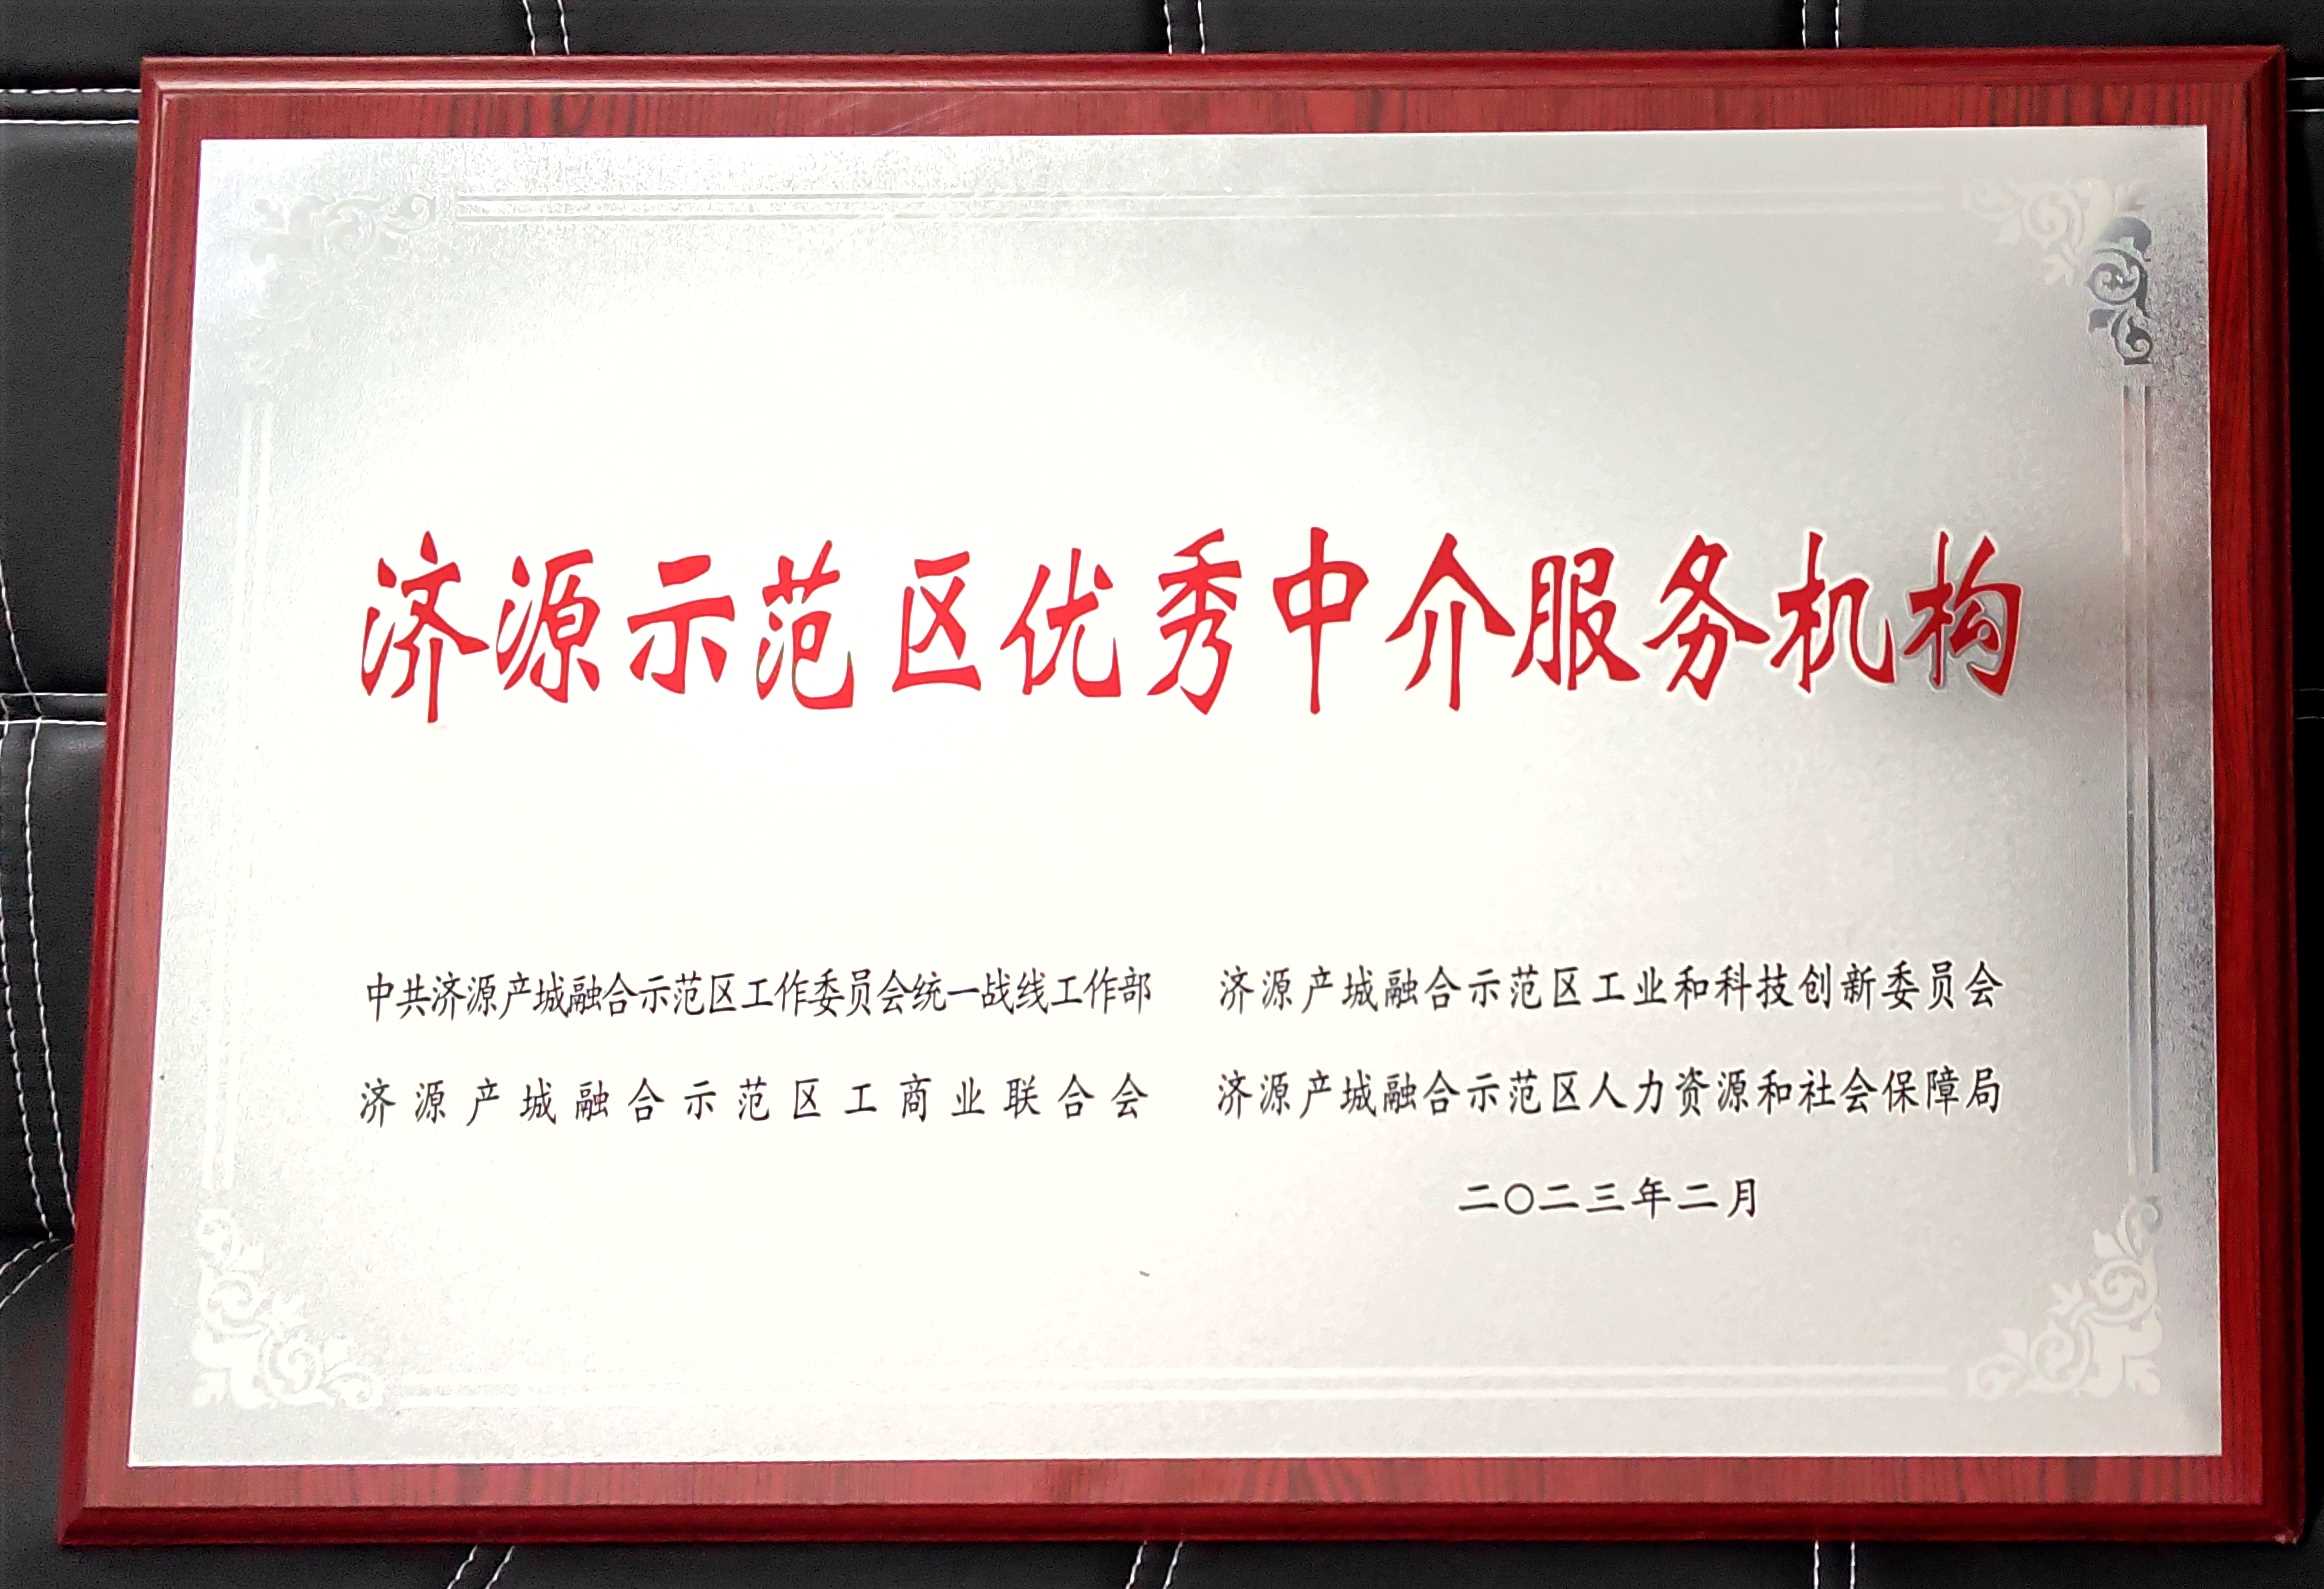 济源示范区优秀中介服务机构
中共济源产城融合示范区工作委员会统一战线工作部 济源产城融合示范区工业和科技创新委员会
济源产城融合示范区工商业联合会 济源产城融合示范区人力资源和社会保障局
二〇二三年二月